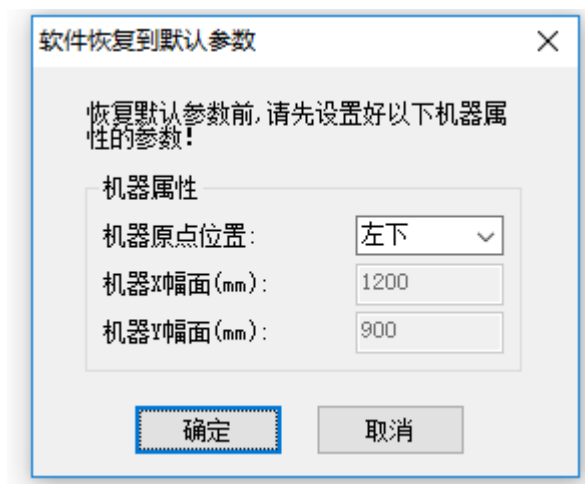 软件恢复到默认参数
恢复默认参数前,请先设置好以下机器属
性的参数!
机器属性
机器原点位置:
左下
机器X幅面(mm):
1200
机器Y幅面(mm):
900
确定
取消